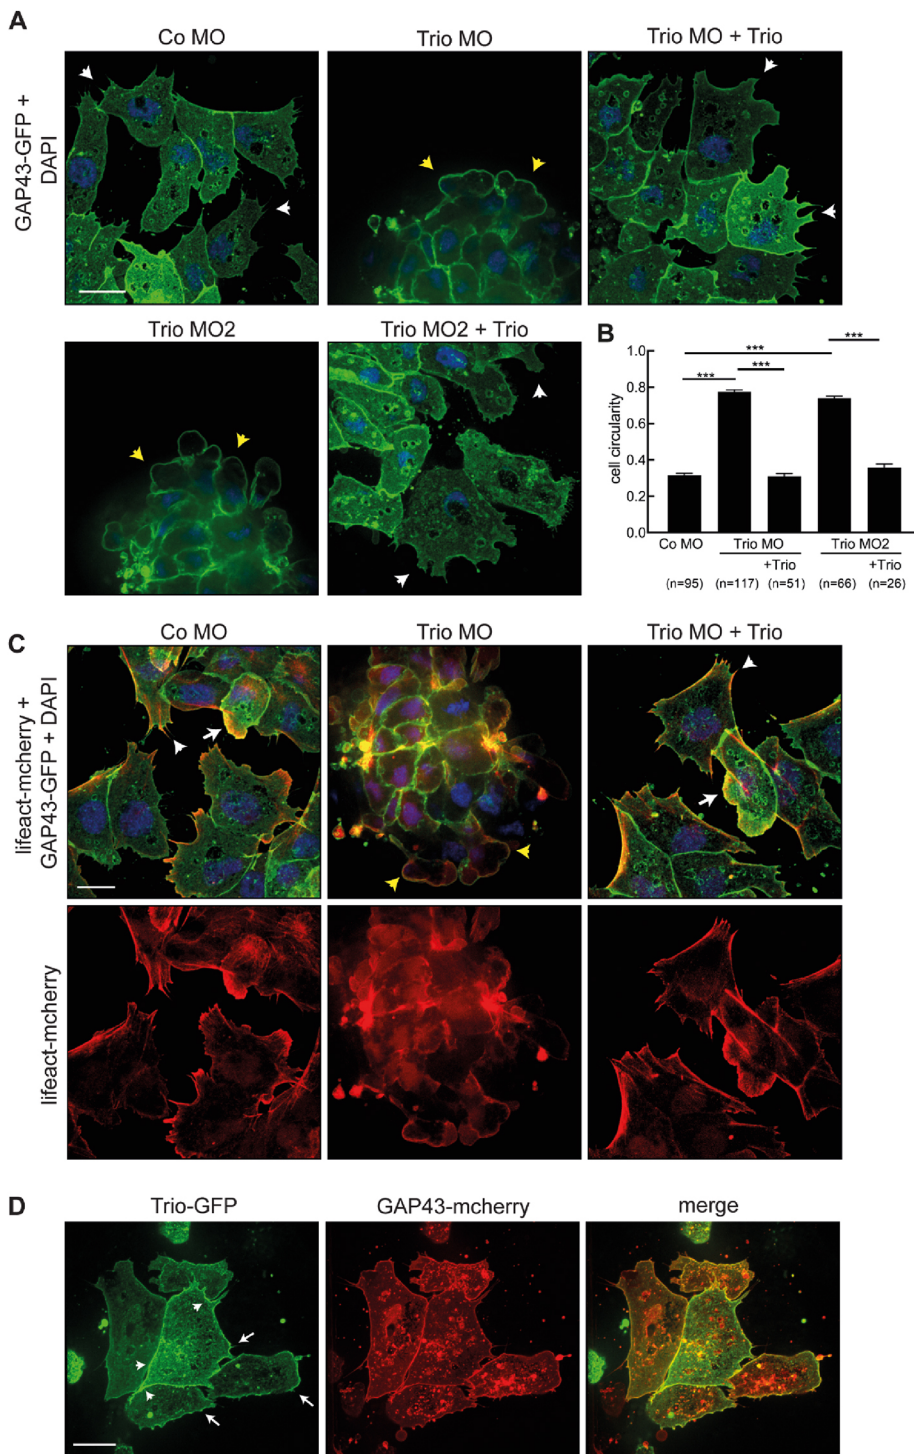 A
Co MO
Trio MO
Trio MO + Trio
GAP43-GFP +
DAPI
Trio MO2
Trio MO2 + Trio
B
cell circularity
1.0
0.8
0.6
0.4
0.2
0.0
***
***
***
***
Co MO
Trio MO
Trio MO2
+Trio
+Trio
(n=95)
(n=117)
(n=51)
(n=66)
(n=26)
C
Co MO
Trio MO
Trio MO + Trio
lifeact-mcherry +
GAP43-GFP + DAPI
lifeact-mcherry
D
Trio-GFP
GAP43-mcherry
merge